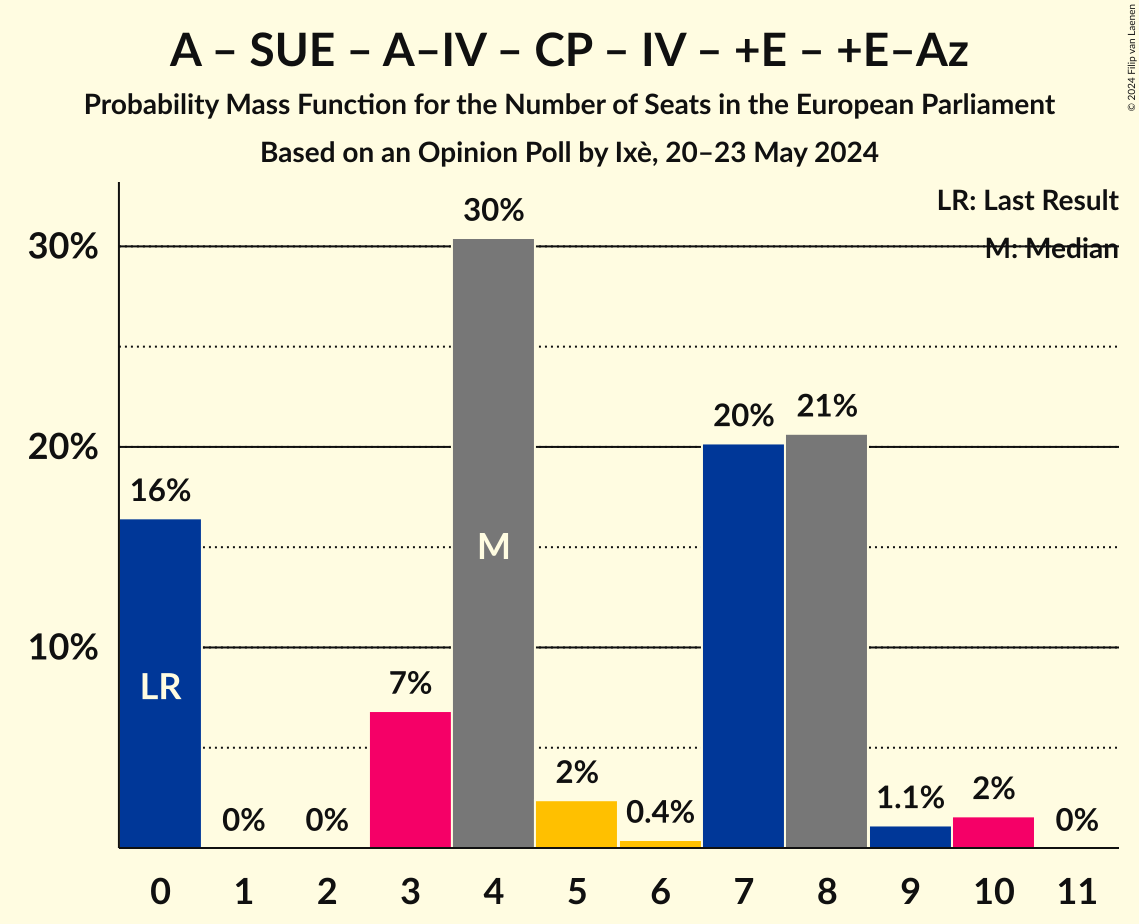 A – SUE – A–IV – CP – IV – +E – +E–Az
Probability Mass Function for the Number of Seats in the European Parliament
Based on an Opinion Poll by Ixè, 20–23 May 2024
© 2024 Filip van Laenen
LR: Last Result
M: Median
30%
20%
10%
16%
0%
0%
7%
30%
2%
0.4%
20%
21%
1.1%
2%
0%
LR
M
0 1 2 3 4 5 6 7 8 9 10 11